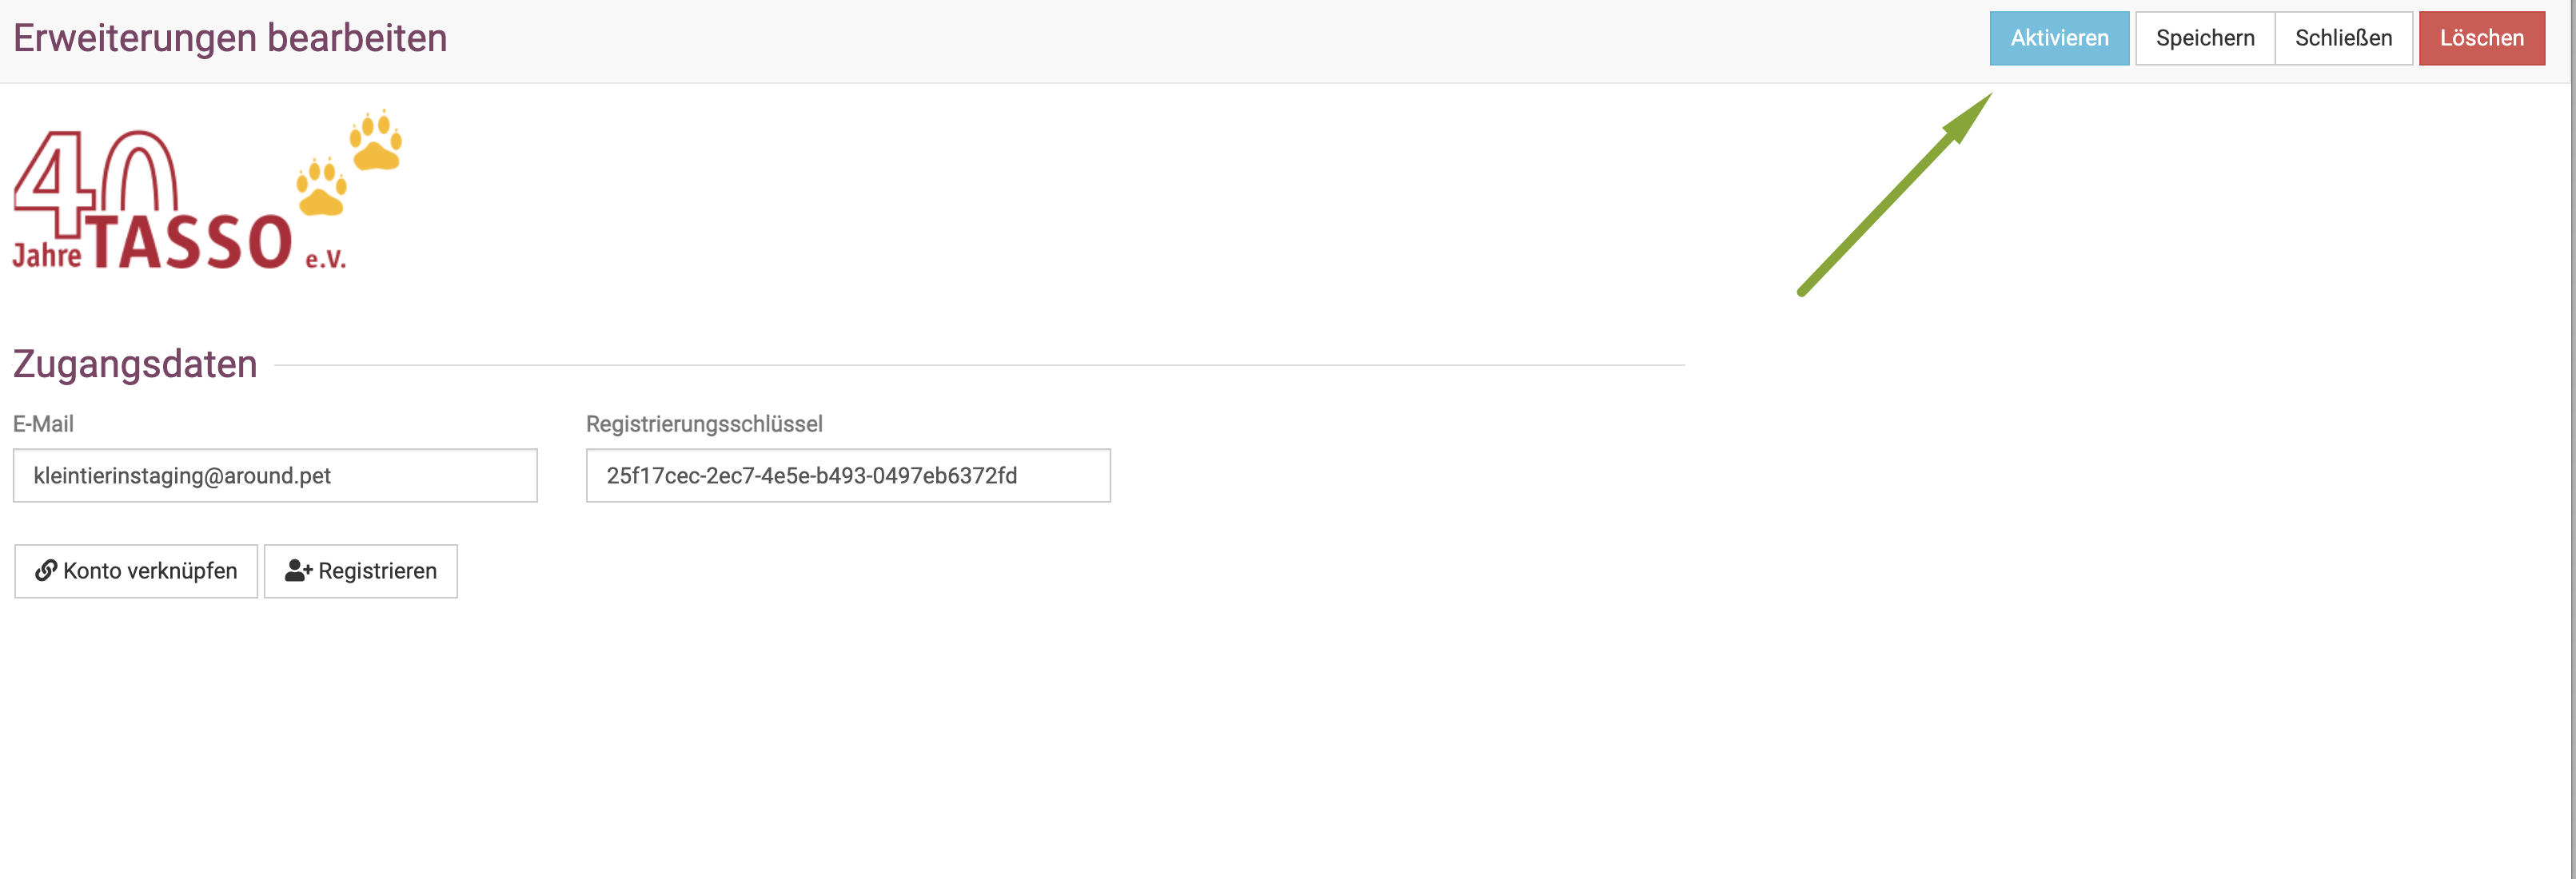 Erweiterungen bearbeiten
Aktivieren
Speichern
Schließen
Löschen
40
Jahre TASSO e.V.
Zugangsdaten
E-Mail
Registrierungsschlüssel
kleintierinstaging@around.pet
25f17cec-2ec7-4e5e-b493-0497eb6372fd
Konto verknüpfen
Registrieren